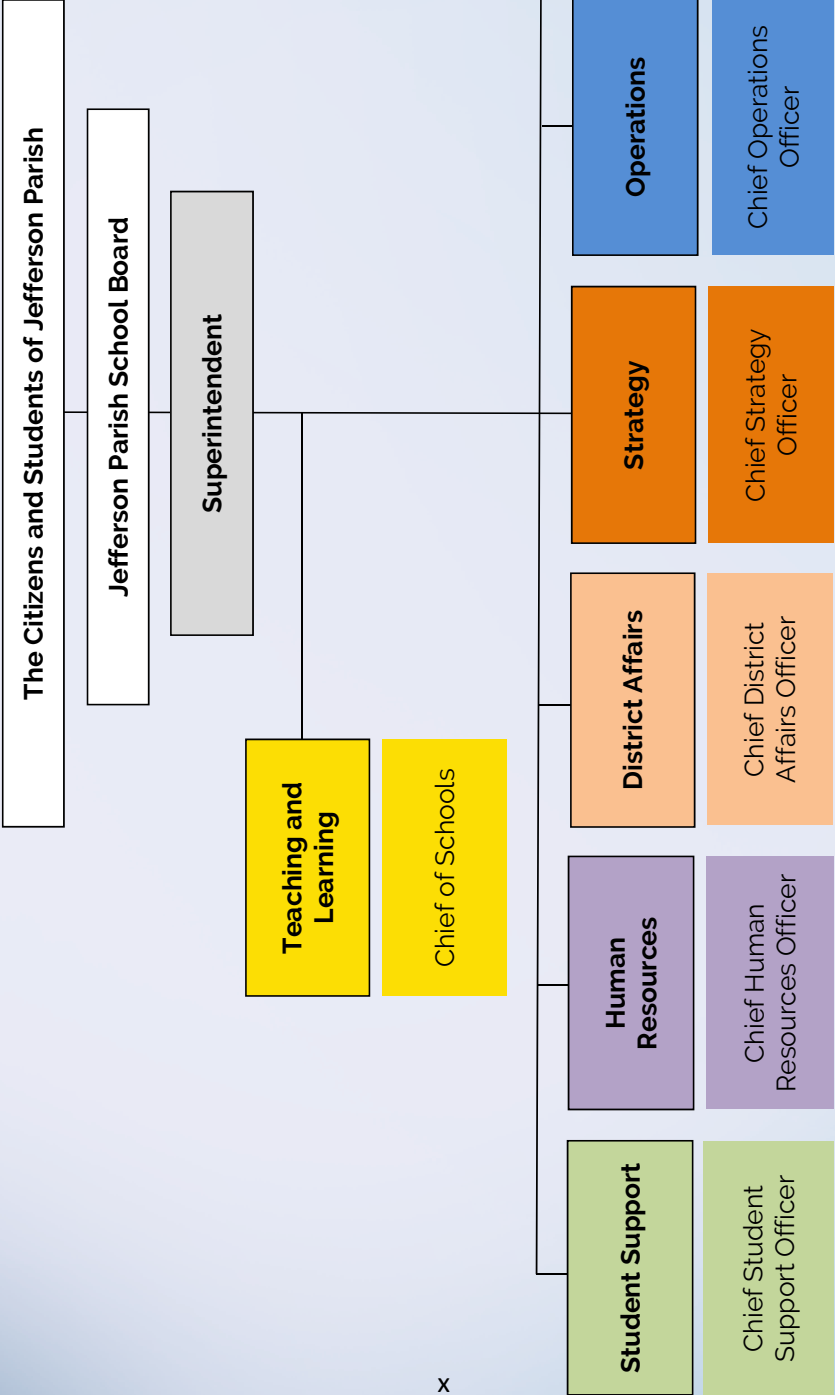 The Citizens and Students of Jefferson Parish
Jefferson Parish School Board
Superintendent
Teaching and
Learning
Chief of Schools
Student Support
Chief Student
Support Officer
Human
Resources
Chief Human
Resources Officer
District Affairs
Chief District
Affairs Officer
Strategy
Chief Strategy
Officer
Operations
Chief Operations
Officer
x